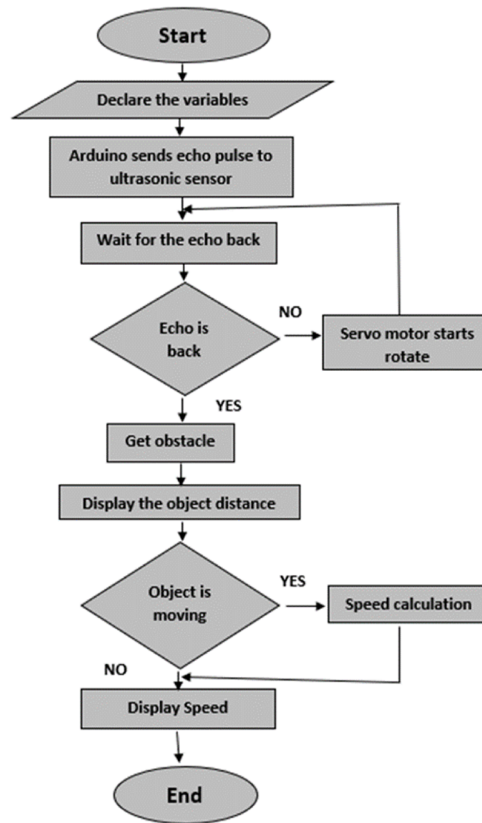 Start
Declare the variables
Arduino sends echo pulse to
ultrasonic sensor
Wait for the echo back
Echo is
back
NO
Servo motor starts
rotate
YES
Get obstacle
Display the object distance
Object is
moving
YES
Speed calculation
NO
Display Speed
End